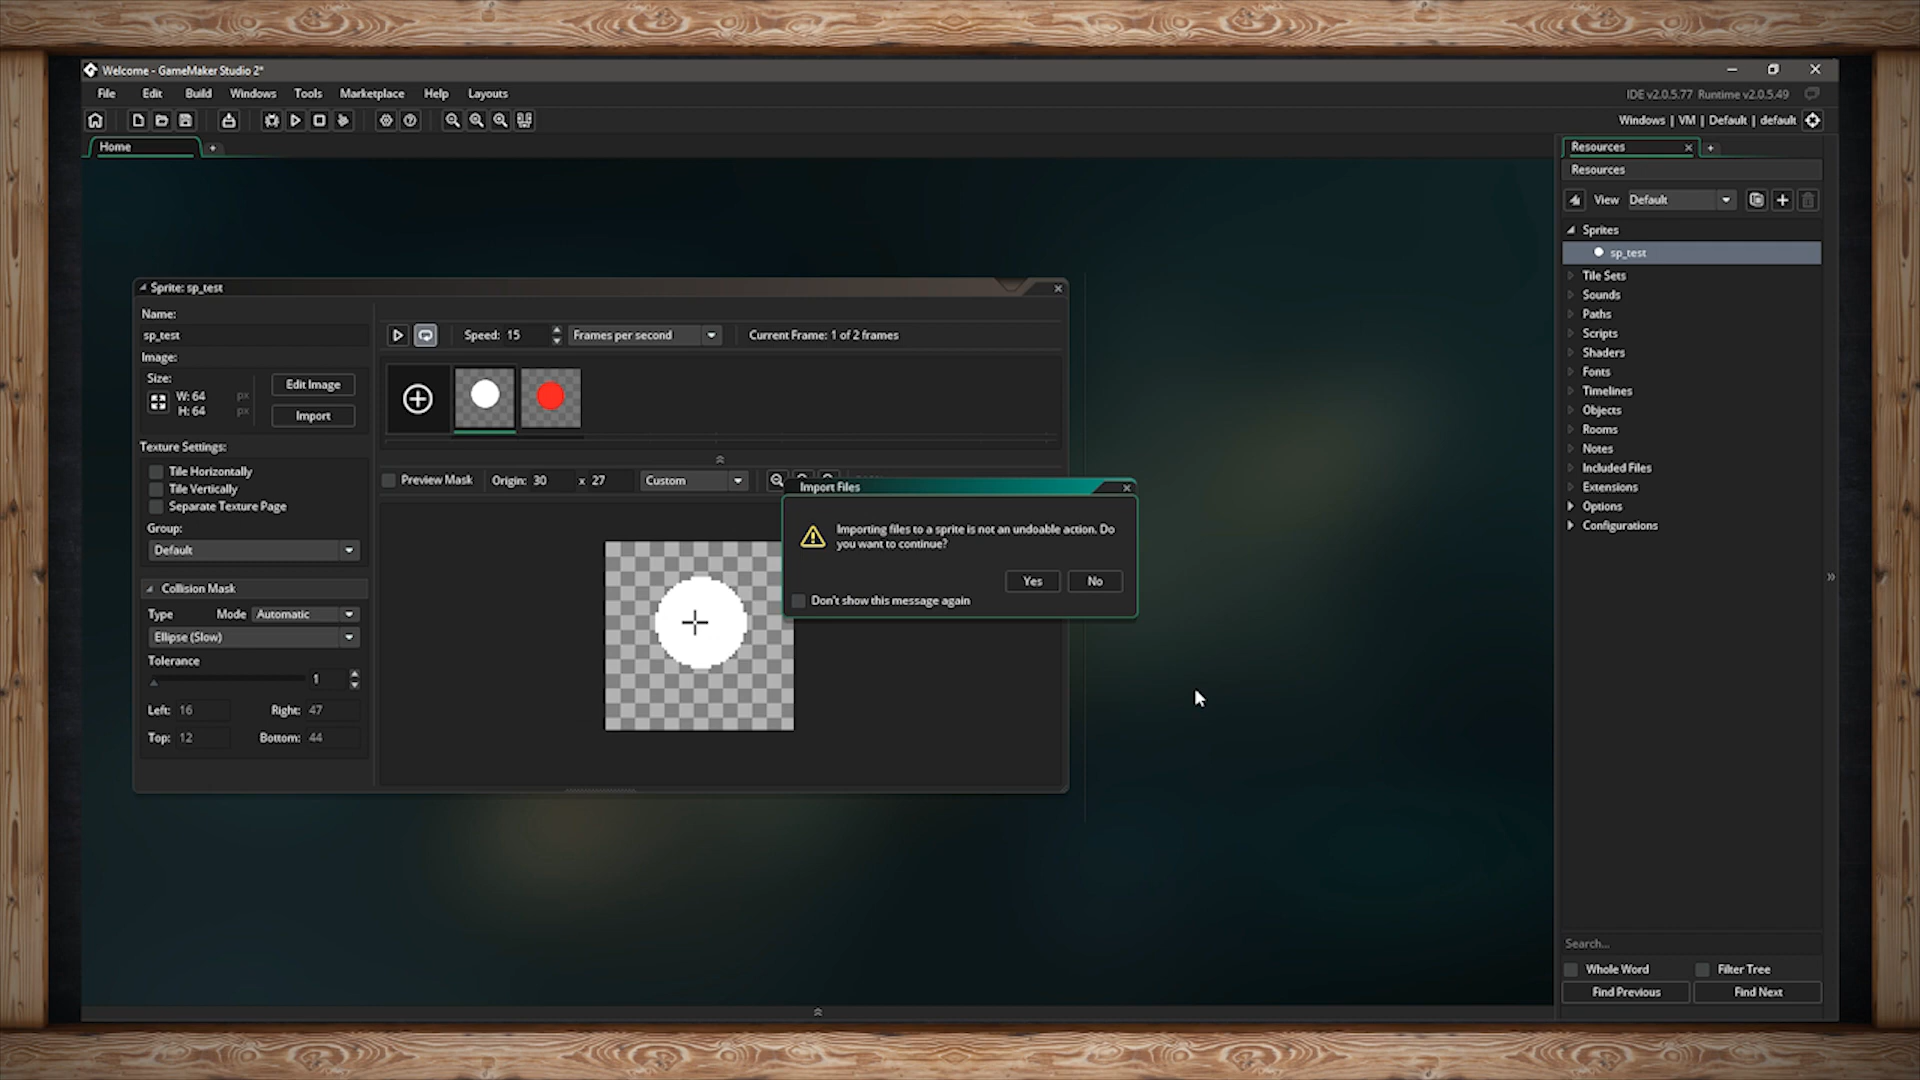 Welcome - GameMaker Studio 2*
File Edit Build Windows Tools Marketplace Help Layouts
IDE v2.0.5.77 Runtime v2.0.5.49
Windows | VM | Default | default
Home
Resources
Resources
View Default
Sprites
sp_test
Tile Sets
Sounds
Paths
Scripts
Shaders
Fonts
Timelines
Objects
Rooms
Notes
Included Files
Extensions
Options
Configurations
Search...
Whole Word Filter Tree
Find Previous Find Next
Sprite: sp_test
Name:
sp_test
Image:
Size:
W: 64 px
H: 64 px
Edit Image
Import
Texture Settings:
Tile Horizontally
Tile Vertically
Separate Texture Page
Group:
Default
Collision Mask
Type Mode Automatic
Ellipse (Slow)
Tolerance
1
Left: 16 Right: 47
Top: 12 Bottom: 44
Speed: 15 Frames per second Current Frame: 1 of 2 frames
Preview Mask Origin: 30 x 27 Custom
Import Files
Importing files to a sprite is not an undoable action. Do
you want to continue?
Yes No
Don't show this message again